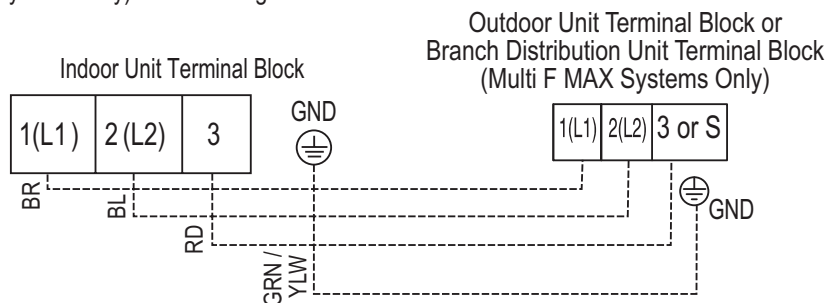 Outdoor Unit Terminal Block or
Branch Distribution Unit Terminal Block
(Multi F MAX Systems Only)
Indoor Unit Terminal Block
1(L1) 2(L2) 3
GND
1(L1) 2(L2) 3 or S
GND
BR
BL
RD
GRN /
YLW